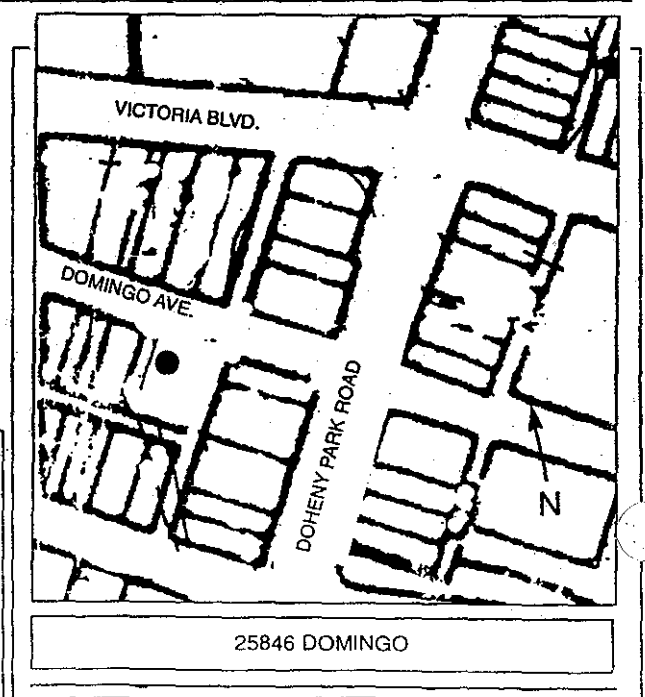 VICTORIA BLVD.
DOMINGO AVE.
DOHENY PARK ROAD
N
25846 DOMINGO